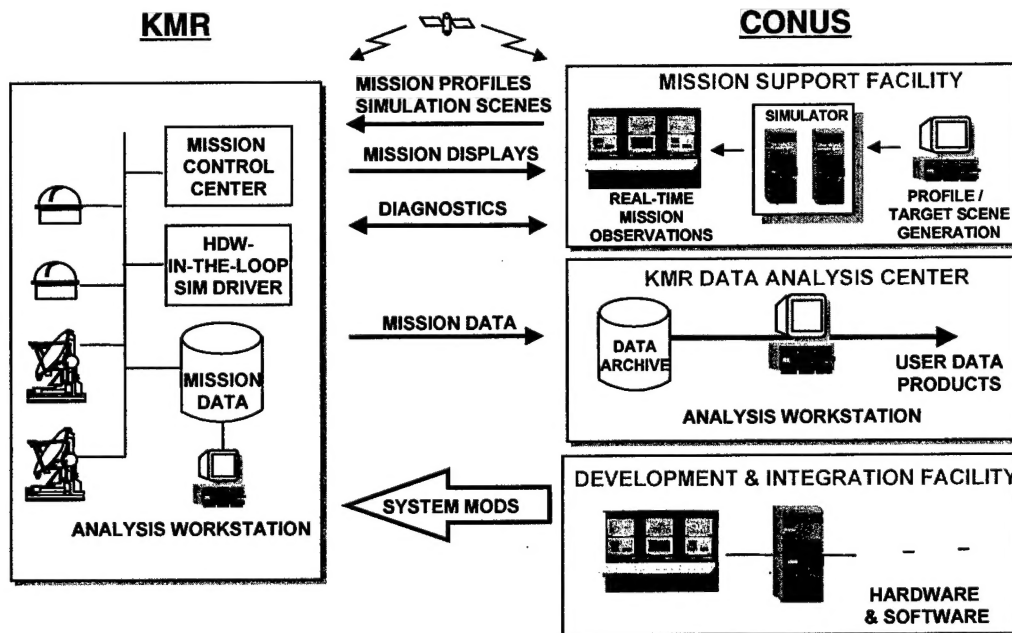 KMR
MISSION
CONTROL
CENTER
HDW-
IN-THE-LOOP
SIM DRIVER
MISSION
DATA
ANALYSIS WORKSTATION
MISSION PROFILES
SIMULATION SCENES
MISSION DISPLAYS
DIAGNOSTICS
MISSION DATA
SYSTEM MODS
CONUS
MISSION SUPPORT FACILITY
SIMULATOR
REAL-TIME
MISSION
OBSERVATIONS
PROFILE /
TARGET SCENE
GENERATION
KMR DATA ANALYSIS CENTER
DATA
ARCHIVE
USER DATA
PRODUCTS
ANALYSIS WORKSTATION
DEVELOPMENT & INTEGRATION FACILITY
HARDWARE
& SOFTWARE